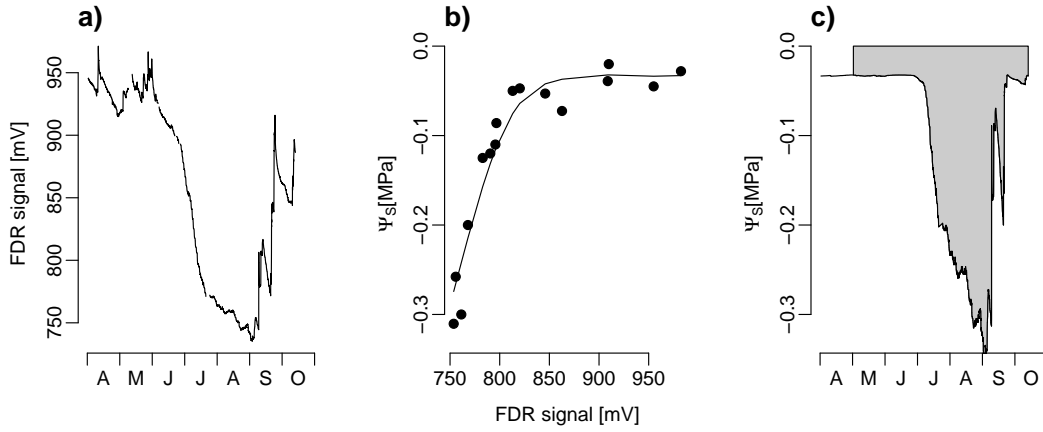 a)
FDR signal [mV]
950
900
850
800
750
A M J J A S O
b)
Ψs[MPa]
0.0
−0.1
−0.2
−0.3
750 800 850 900 950
FDR signal [mV]
c)
Ψs[MPa]
0.0
−0.1
−0.2
−0.3
A M J J A S O